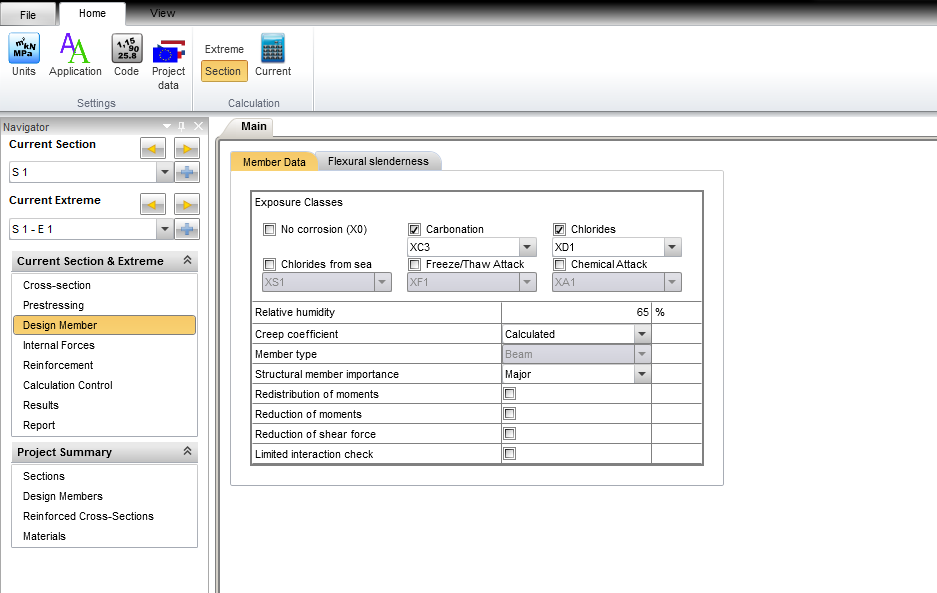 File Home View
m²kN MPa 1,15 90 25.8 Extreme
Units Application Code Project data Section Current
Settings Calculation
Navigator
Current Section
S 1
Current Extreme
S 1 - E 1
Current Section & Extreme
Cross-section
Prestressing
Design Member
Internal Forces
Reinforcement
Calculation Control
Results
Report
Project Summary
Sections
Design Members
Reinforced Cross-Sections
Materials
Main
Member Data Flexural slenderness
Exposure Classes
No corrosion (X0) Carbonation Chlorides
XC3 XD1
Chlorides from sea Freeze/Thaw Attack Chemical Attack
XS1 XF1 XA1
Relative humidity 65 %
Creep coefficient Calculated
Member type Beam
Structural member importance Major
Redistribution of moments
Reduction of moments
Reduction of shear force
Limited interaction check